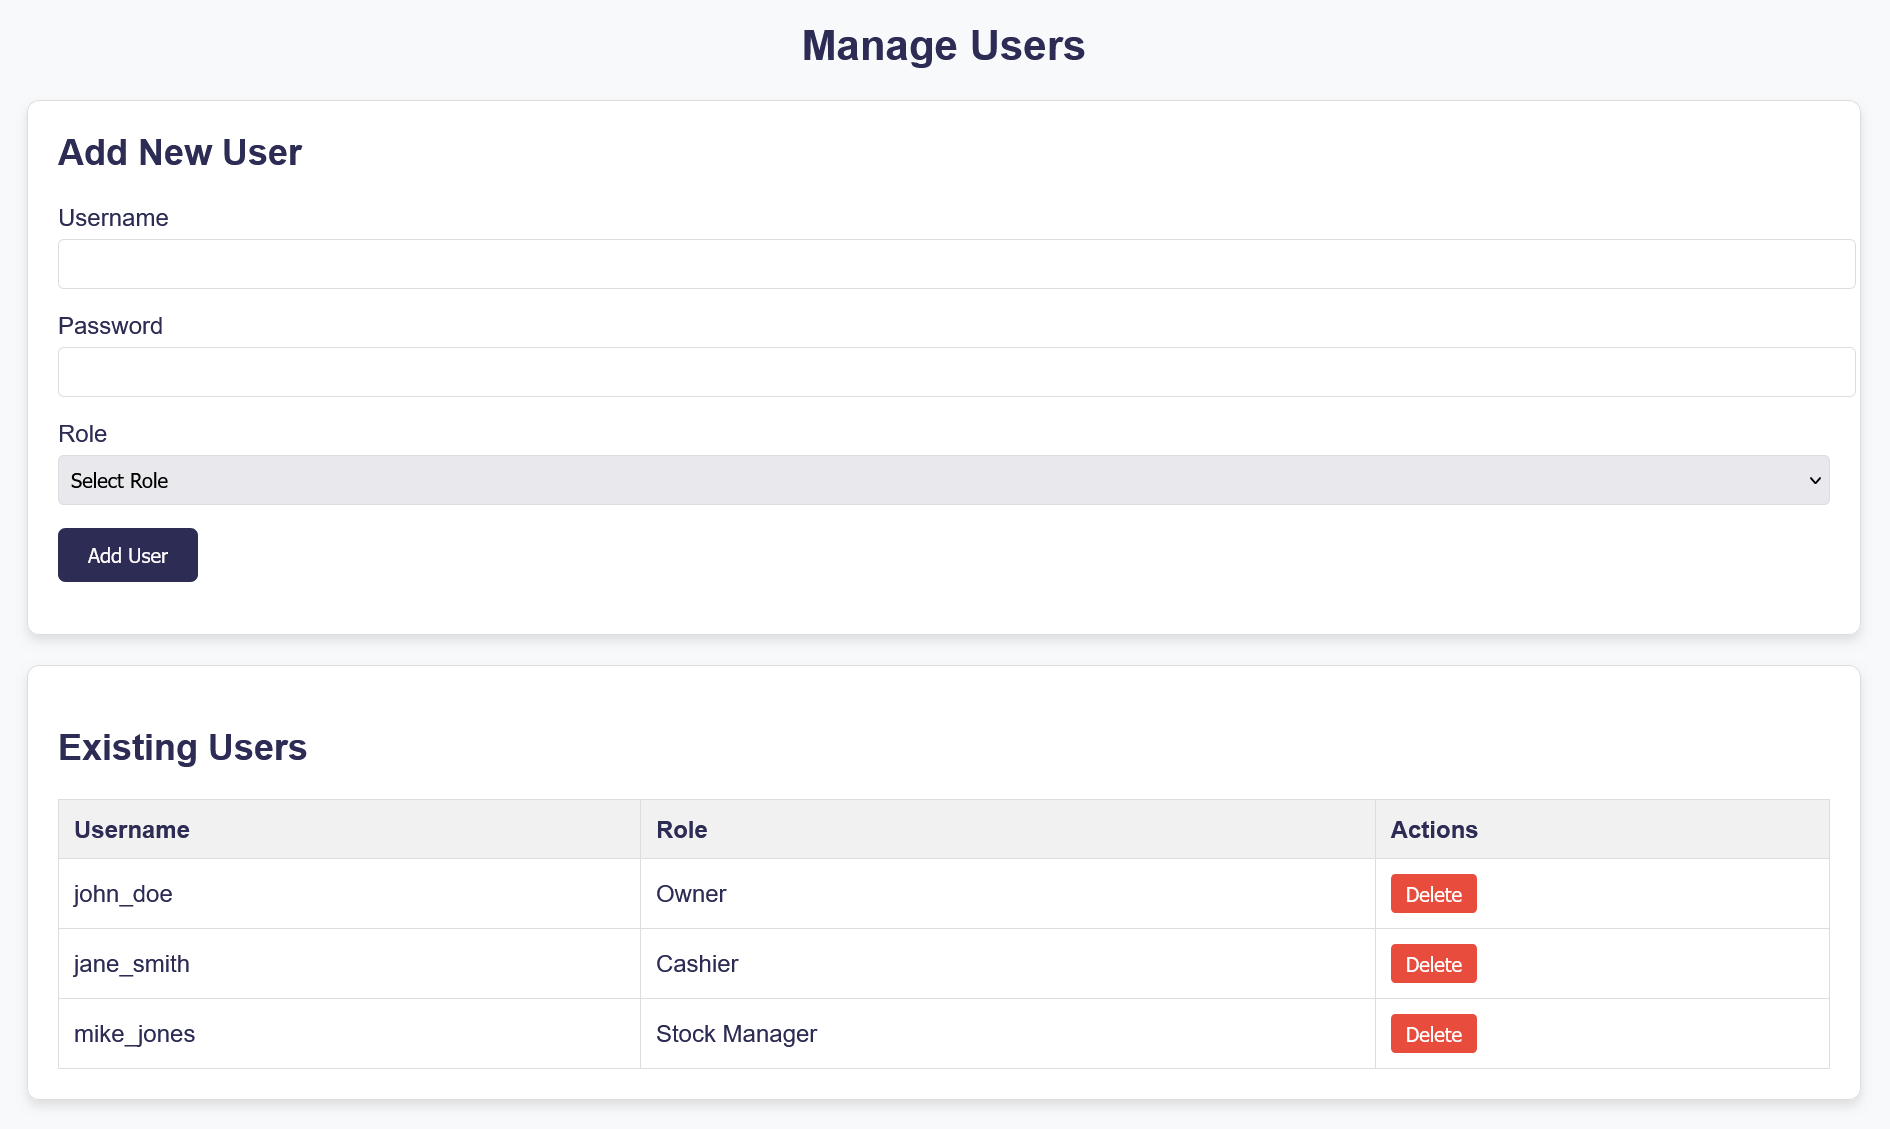 Manage Users
Add New User
Username
Password
Role
Select Role
Add User
Existing Users
Username Role Actions
john_doe Owner Delete
jane_smith Cashier Delete
mike_jones Stock Manager Delete